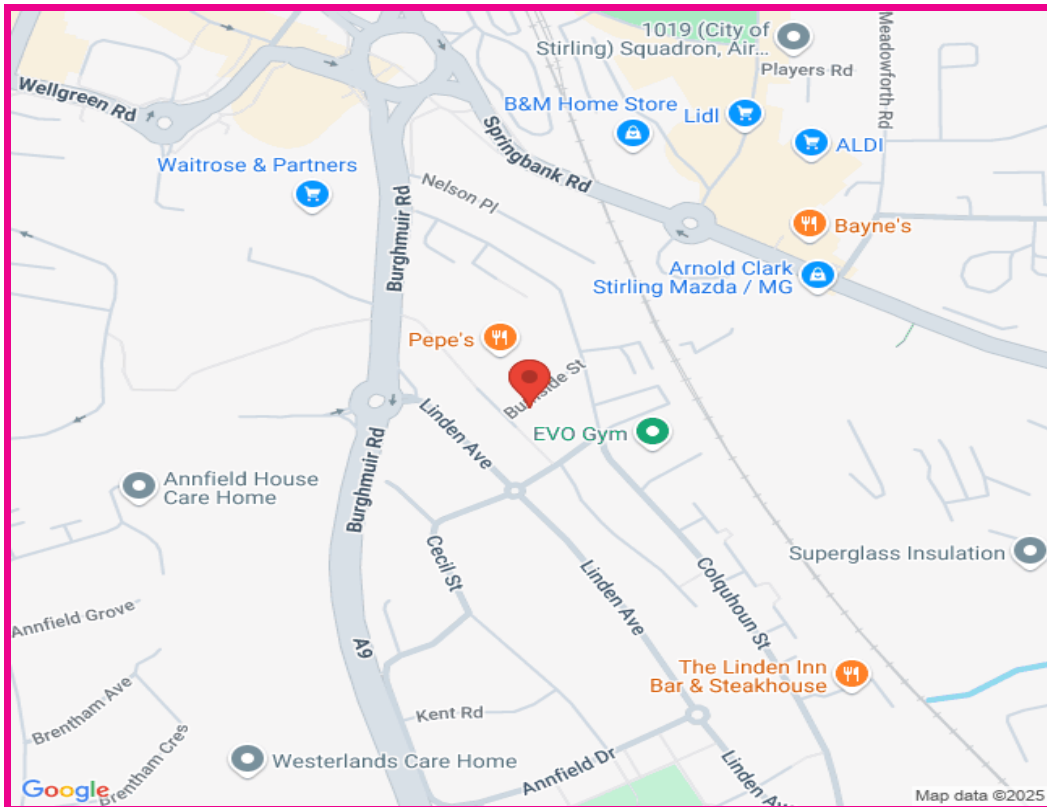 1019 (City of
Stirling) Squadron, Air...
Players Rd
Meadowforth Rd
Wellgreen Rd
B&M Home Store
Lidl
ALDI
Springbank Rd
Waitrose & Partners
Nelson Pl
Burghmuir Rd
Bayne's
Arnold Clark
Stirling Mazda / MG
Pepe's
Burnside St
Linden Ave
EVO Gym
Burghmuir Rd
Annfield House
Care Home
Cecil St
Superglass Insulation
Linden Ave
Colquhoun St
Annfield Grove
A9
The Linden Inn
Bar & Steakhouse
Brentham Ave
Kent Rd
Brentham Cres
Westerlands Care Home
Annfield Dr
Linden Ave
Google
Map data ©2025